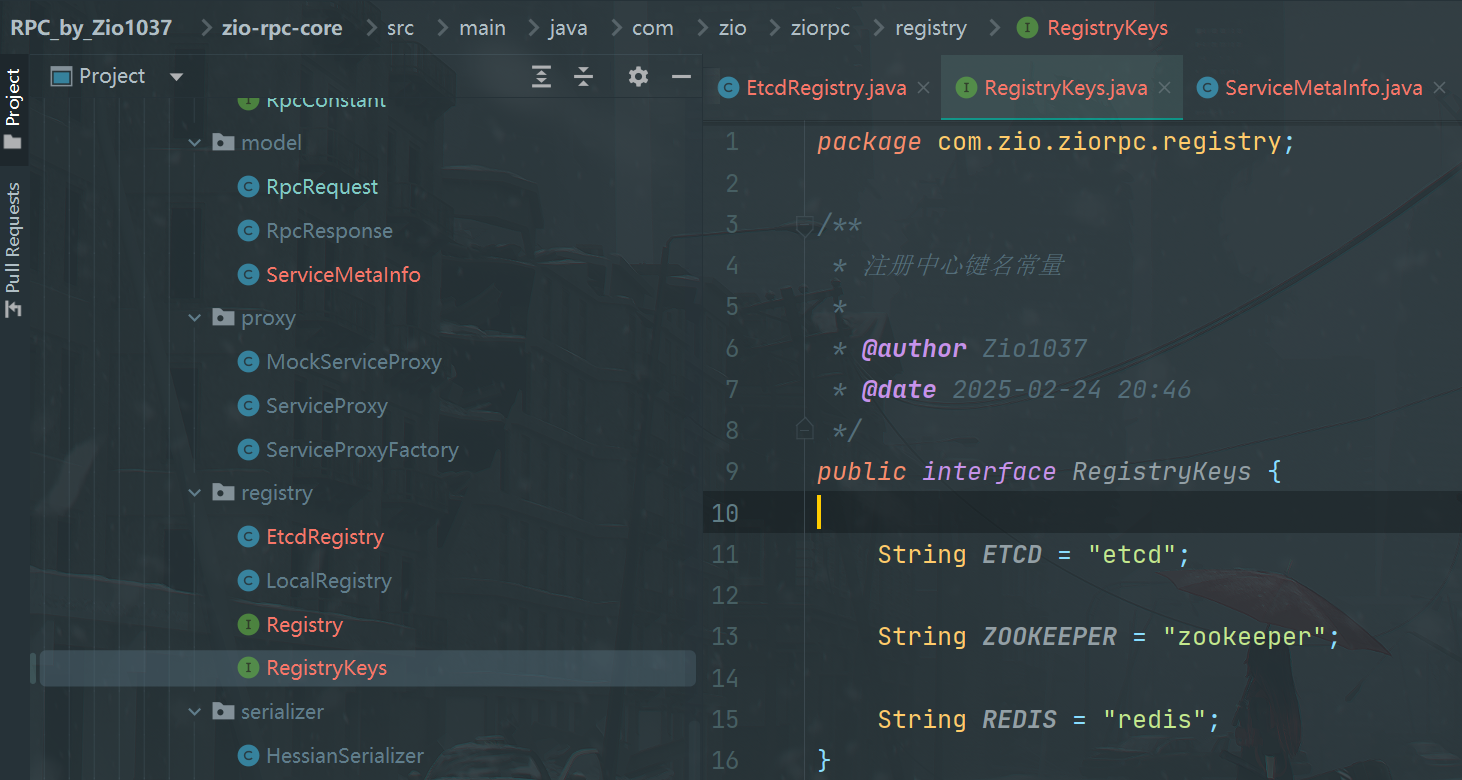 RPC_by_Zio1037 zio-rpc-core src main java com zio ziorpc registry RegistryKeys
Project
Pull Requests
Project
RpcConstant
model
RpcRequest
RpcResponse
ServiceMetaInfo
proxy
MockServiceProxy
ServiceProxy
ServiceProxyFactory
registry
EtcdRegistry
LocalRegistry
Registry
RegistryKeys
serializer
HessianSerializer
EtcdRegistry.java RegistryKeys.java ServiceMetaInfo.java
1 package com.zio.ziorpc.registry;
2
3 /**
4 * 注册中心键名常量
5 *
6 * @author Zio1037
7 * @date 2025-02-24 20:46
8 */
9 public interface RegistryKeys {
10
11 String ETCD = "etcd";
12
13 String ZOOKEEPER = "zookeeper";
14
15 String REDIS = "redis";
16 }